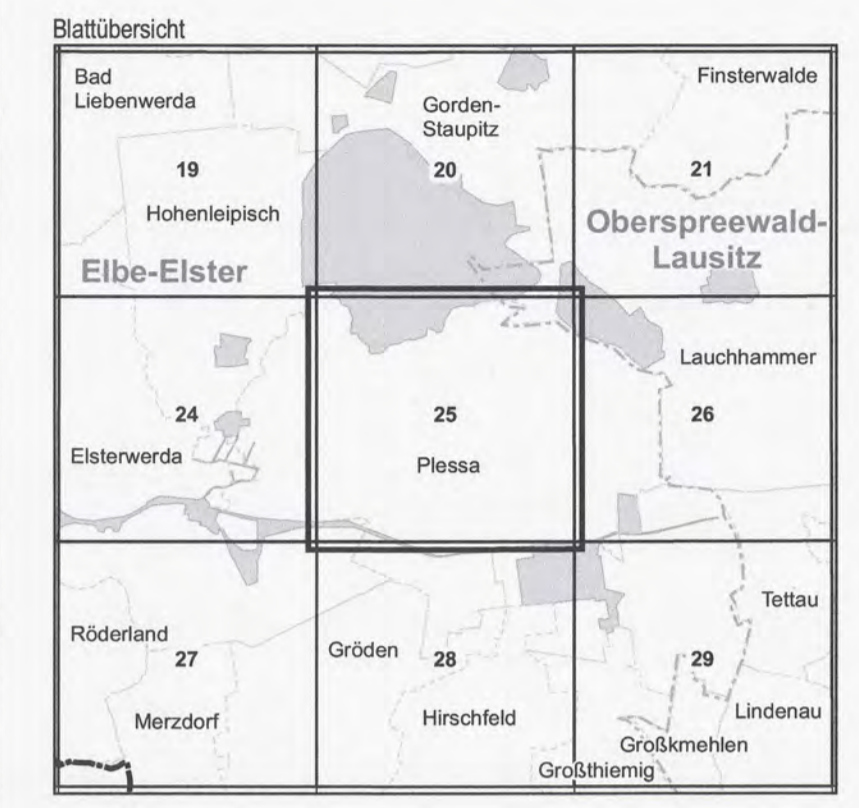 Blattübersicht
Bad
Liebenwerda
Gorden-
Staupitz
Finsterwalde
19
20
21
Hohenleipisch
Oberspreewald-
Lausitz
Elbe-Elster
Lauchhammer
24
25
26
Elsterwerda
Plessa
Tettau
Röderland
Gröden
27
28
29
Merzdorf
Hirschfeld
Lindenau
Großkmehlen
Großthiemig